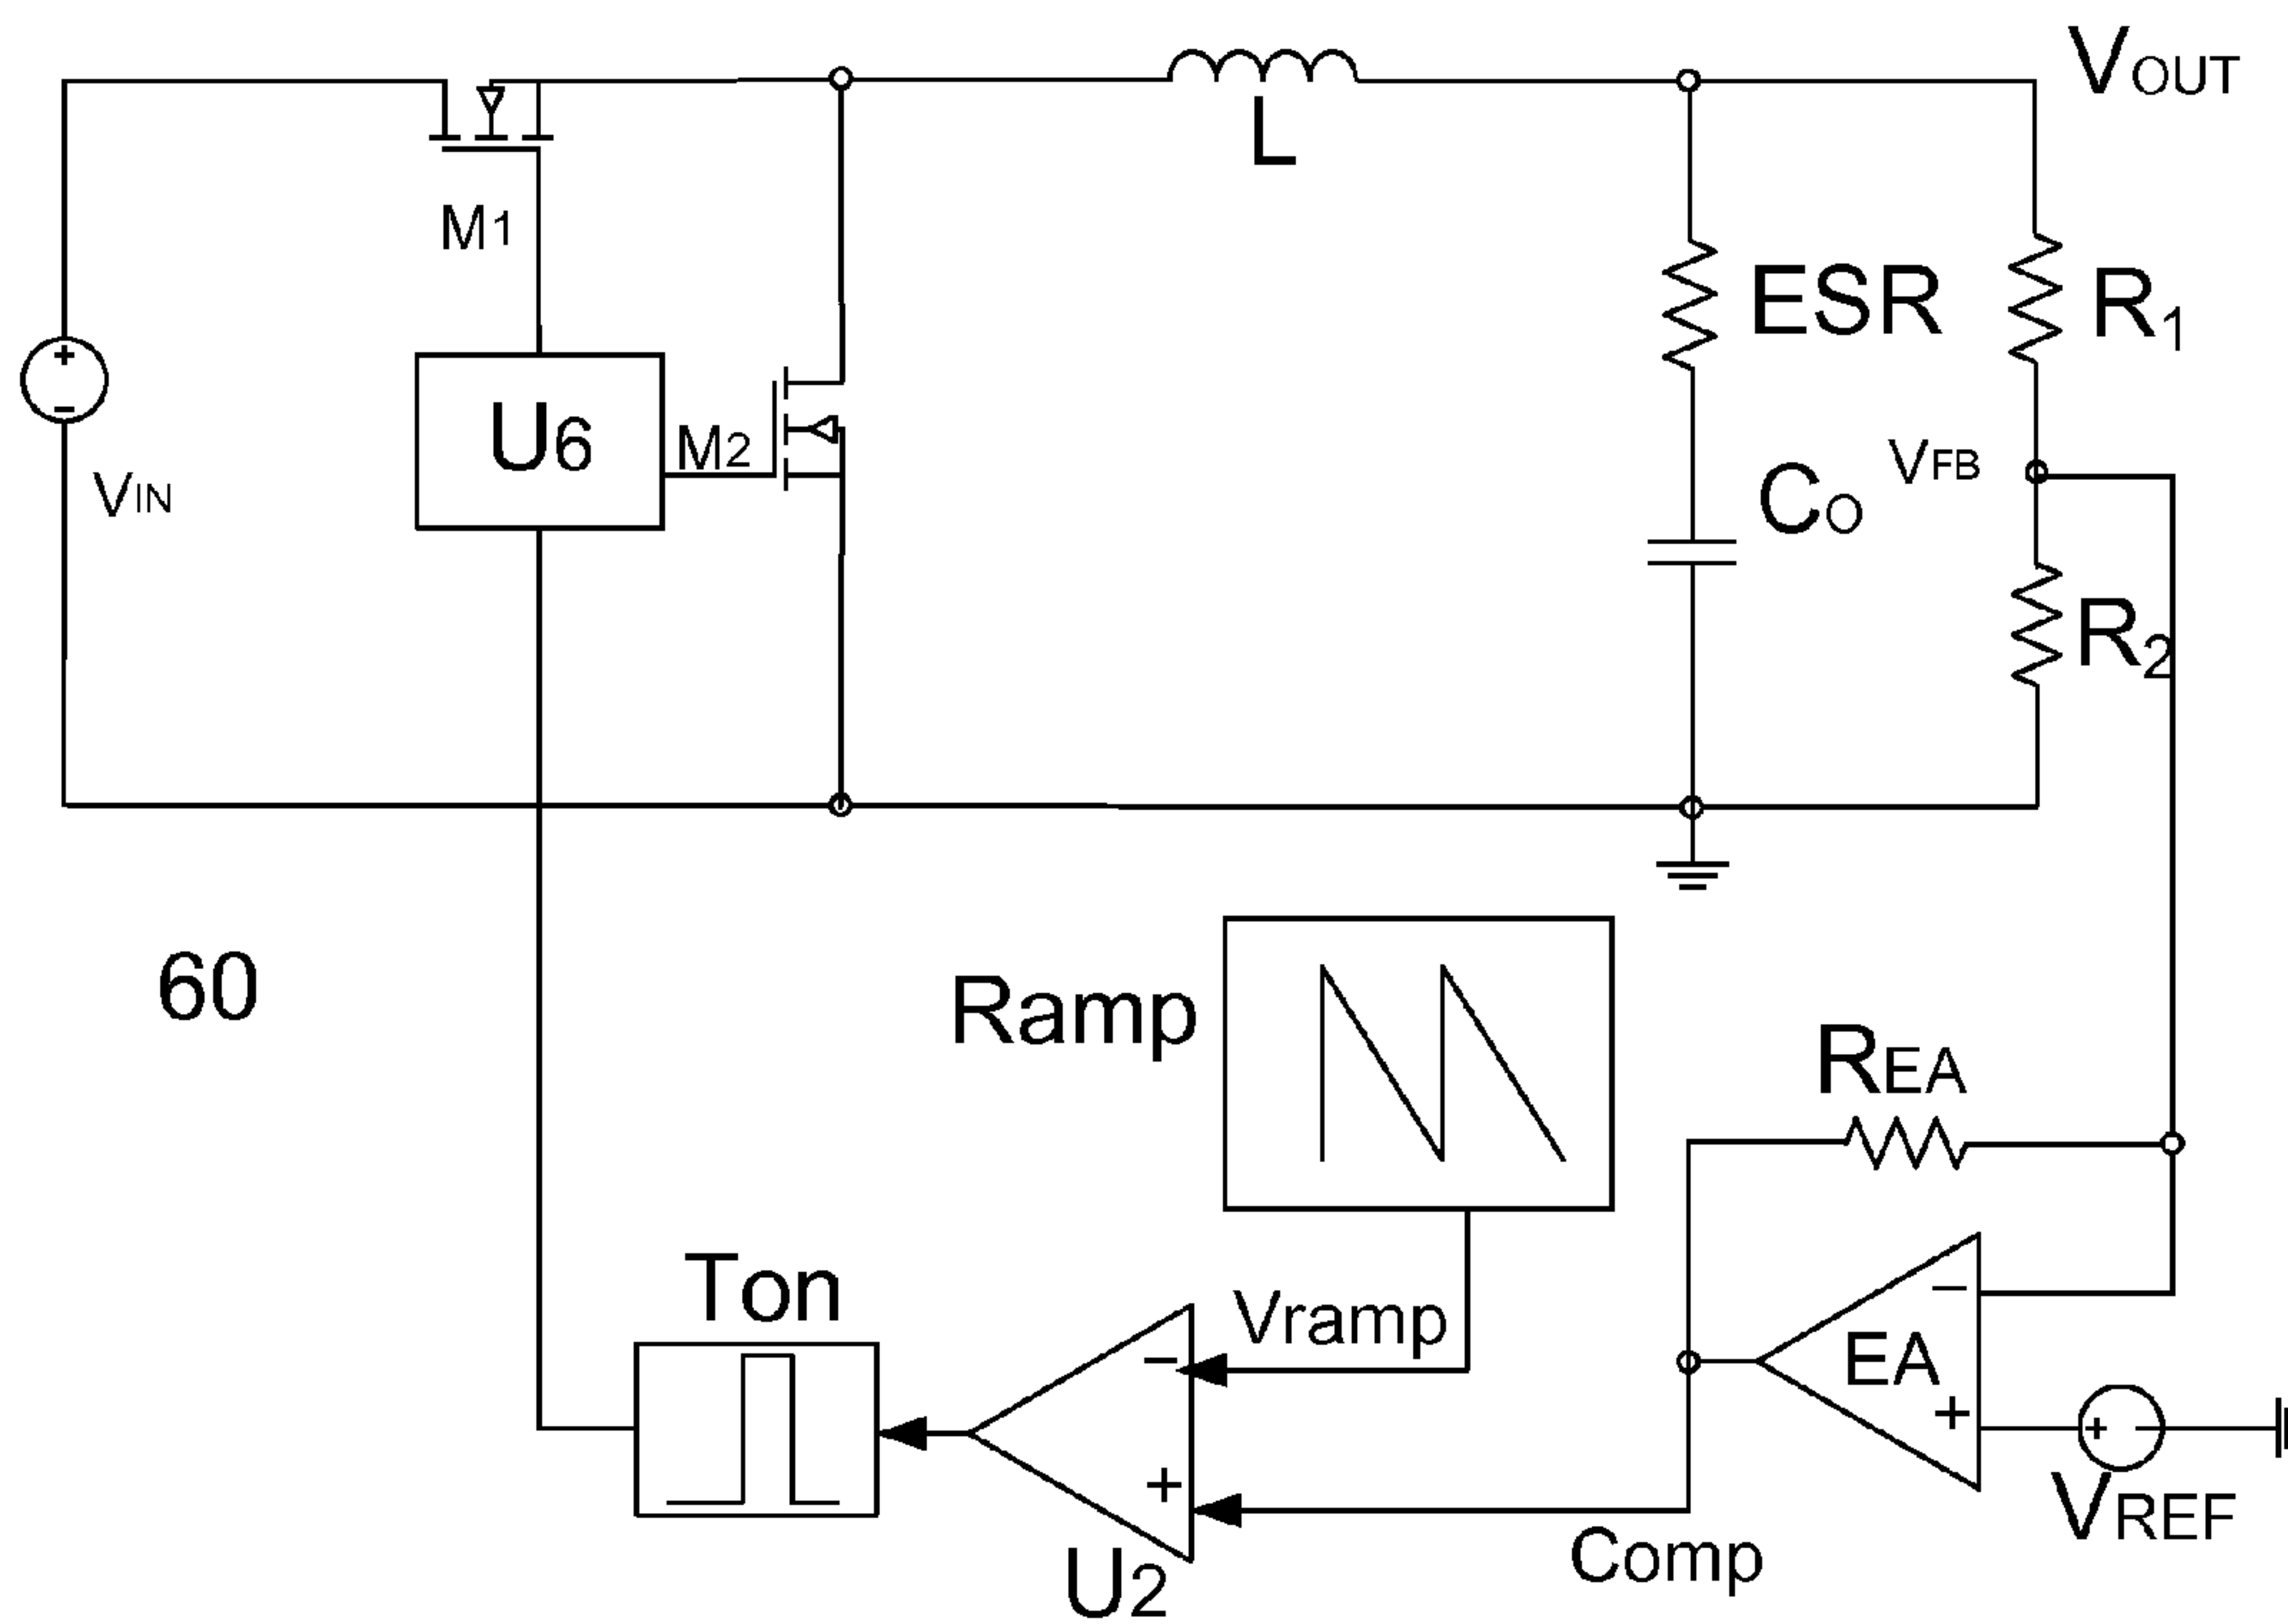 VOUT
L
M1
ESR
R1
U6
M2
VIN
CO
VFB
R2
60
Ramp
REA
Ton
Vramp
EA
VREF
Comp
U2